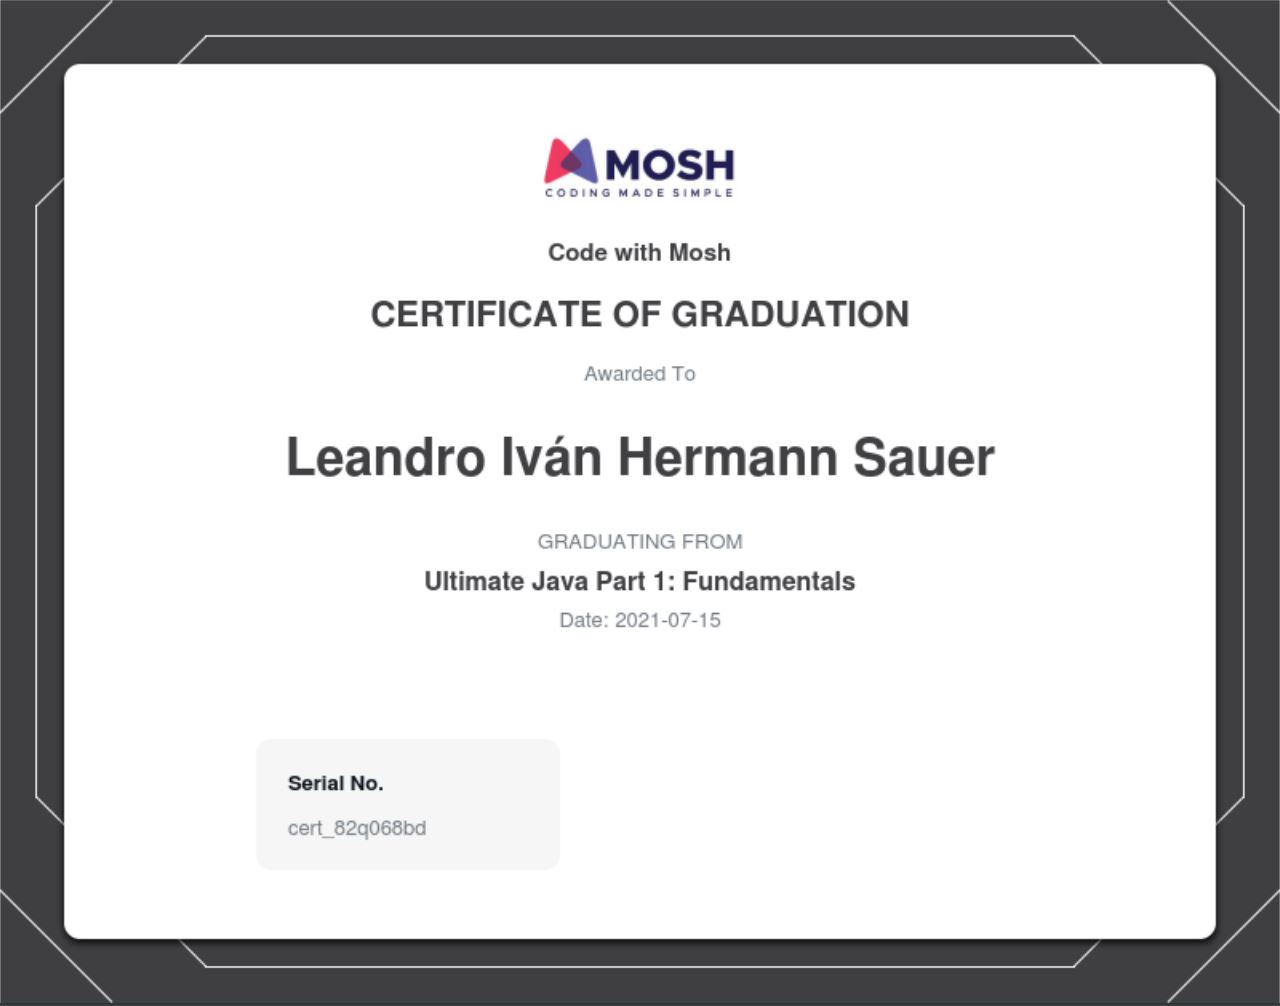 MOSH
CODING MADE SIMPLE
Code with Mosh
CERTIFICATE OF GRADUATION
Awarded To
Leandro Iván Hermann Sauer
GRADUATING FROM
Ultimate Java Part 1: Fundamentals
Date: 2021-07-15
Serial No.
cert_82q068bd